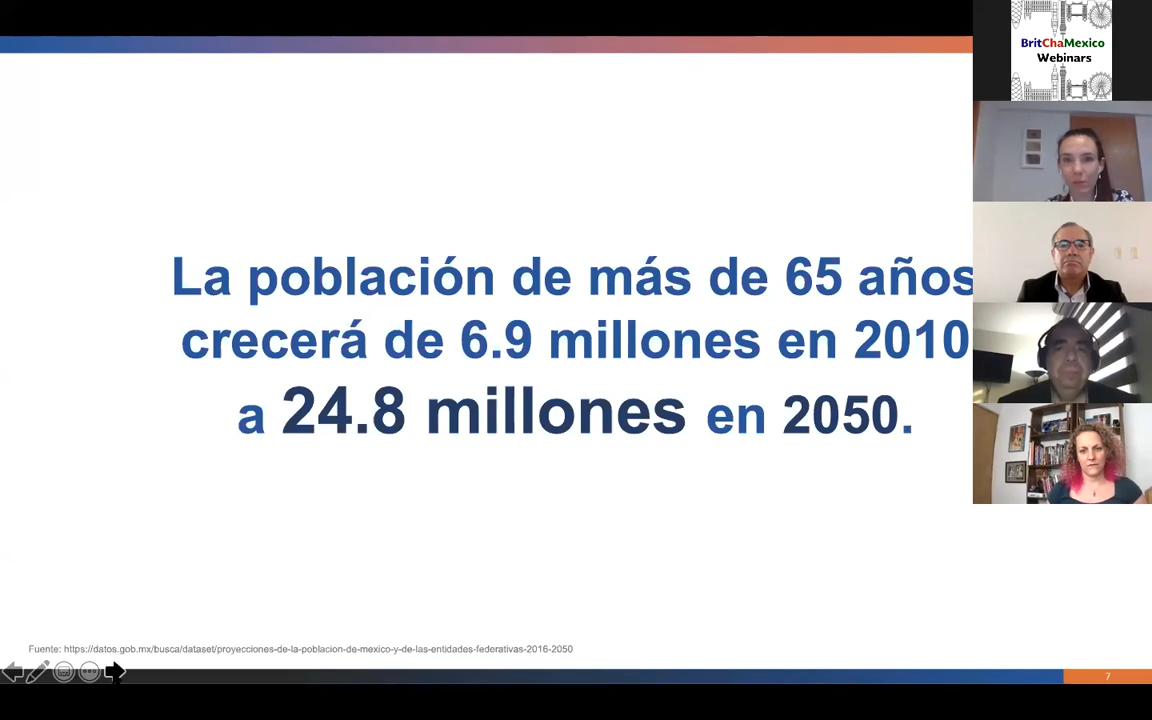 BritChaMexico
Webinars
La población de más de 65 años
crecerá de 6.9 millones en 2010
a 24.8 millones en 2050.
Fuente: https://datos.gob.mx/busca/dataset/proyecciones-de-la-poblacion-de-mexico-y-de-las-entidades-federativas-2016-2050
7